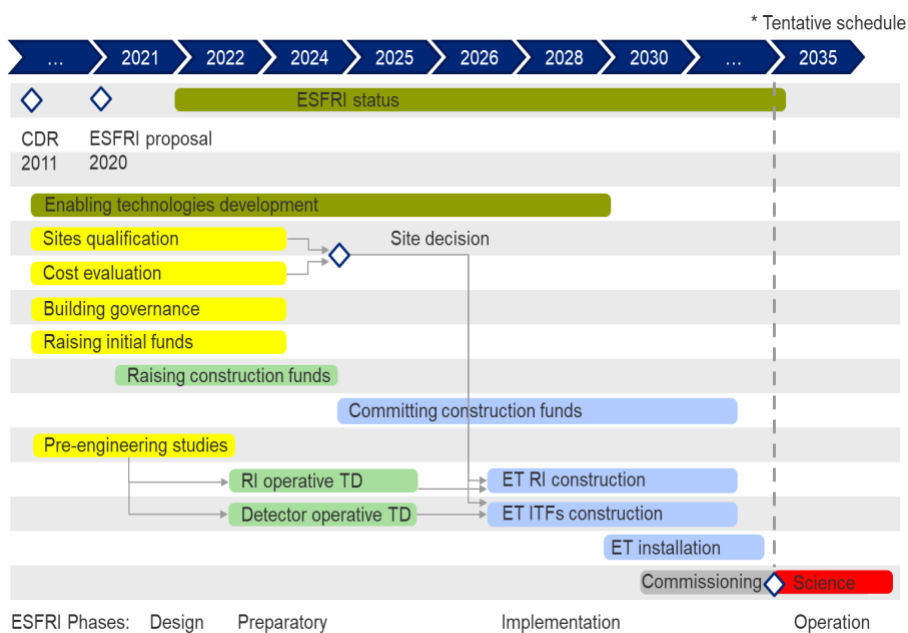 * Tentative schedule
... 2021 2022 2024 2025 2026 2028 2030 ... 2035
ESFRI status
CDR ESFRI proposal
2011 2020
Enabling technologies development
Sites qualification Site decision
Cost evaluation
Building governance
Raising initial funds
Raising construction funds
Committing construction funds
Pre-engineering studies
RI operative TD ET RI construction
Detector operative TD ET ITFs construction
ET installation
Commissioning Science
ESFRI Phases: Design Preparatory Implementation Operation